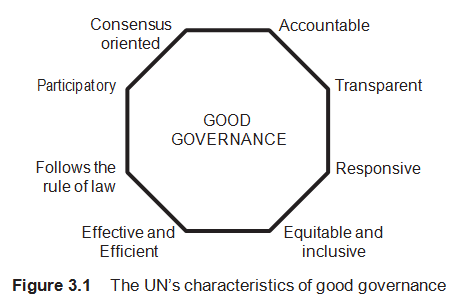 Consensus
oriented
Accountable
Participatory
Transparent
GOOD
GOVERNANCE
Follows the
rule of law
Responsive
Effective and
Efficient
Equitable and
inclusive
Figure 3.1 The UN's characteristics of good governance